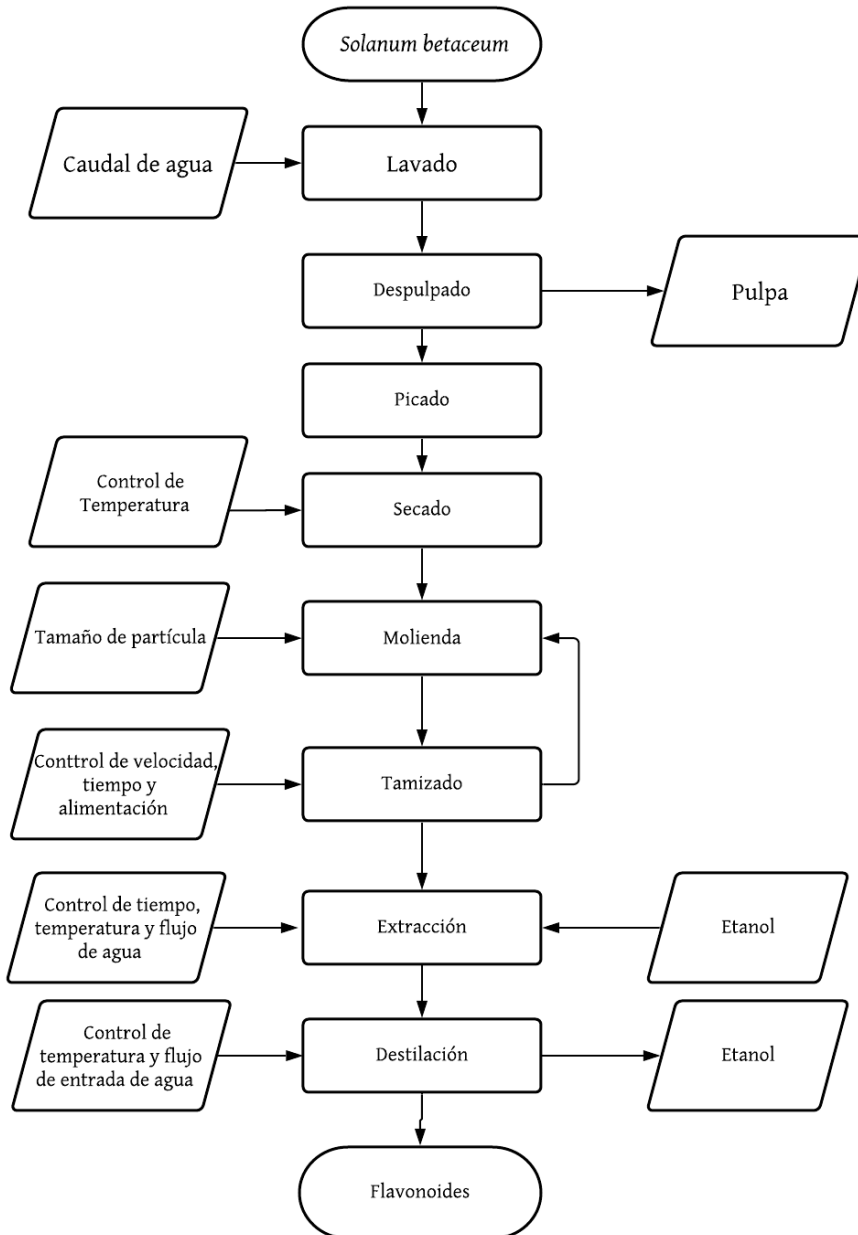 Solanum betaceum
Caudal de agua
Lavado
Despulpado
Pulpa
Picado
Control de
Temperatura
Secado
Tamaño de partícula
Molienda
Conttrol de velocidad,
tiempo y
alimentación
Tamizado
Control de tiempo,
temperatura y flujo
de agua
Extracción
Etanol
Control de
temperatura y flujo
de entrada de agua
Destilación
Etanol
Flavonoides